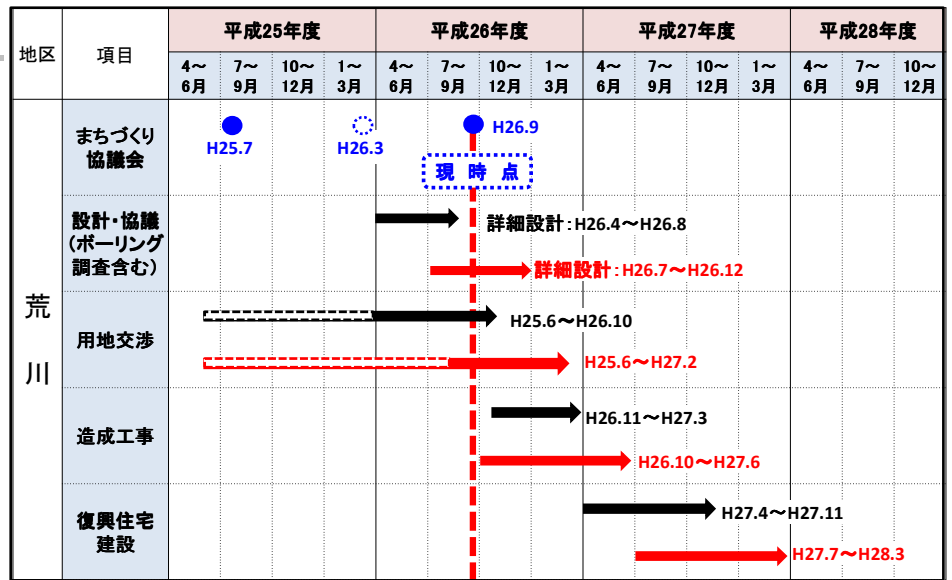 地区 項目 平成25年度 平成26年度 平成27年度 平成28年度
4～6月 7～9月 10～12月 1～3月 4～6月 7～9月 10～12月 1～3月 4～6月 7～9月 10～12月 1～3月 4～6月 7～9月 10～12月
荒川
まちづくり
協議会
H25.7
H26.3
H26.9
現時点
設計・協議
(ボーリング
調査含む)
詳細設計：H26.4～H26.8
詳細設計：H26.7～H26.12
用地交渉
H25.6～H26.10
H25.6～H27.2
造成工事
H26.11～H27.3
H26.10～H27.6
復興住宅
建設
H27.4～H27.11
H27.7～H28.3